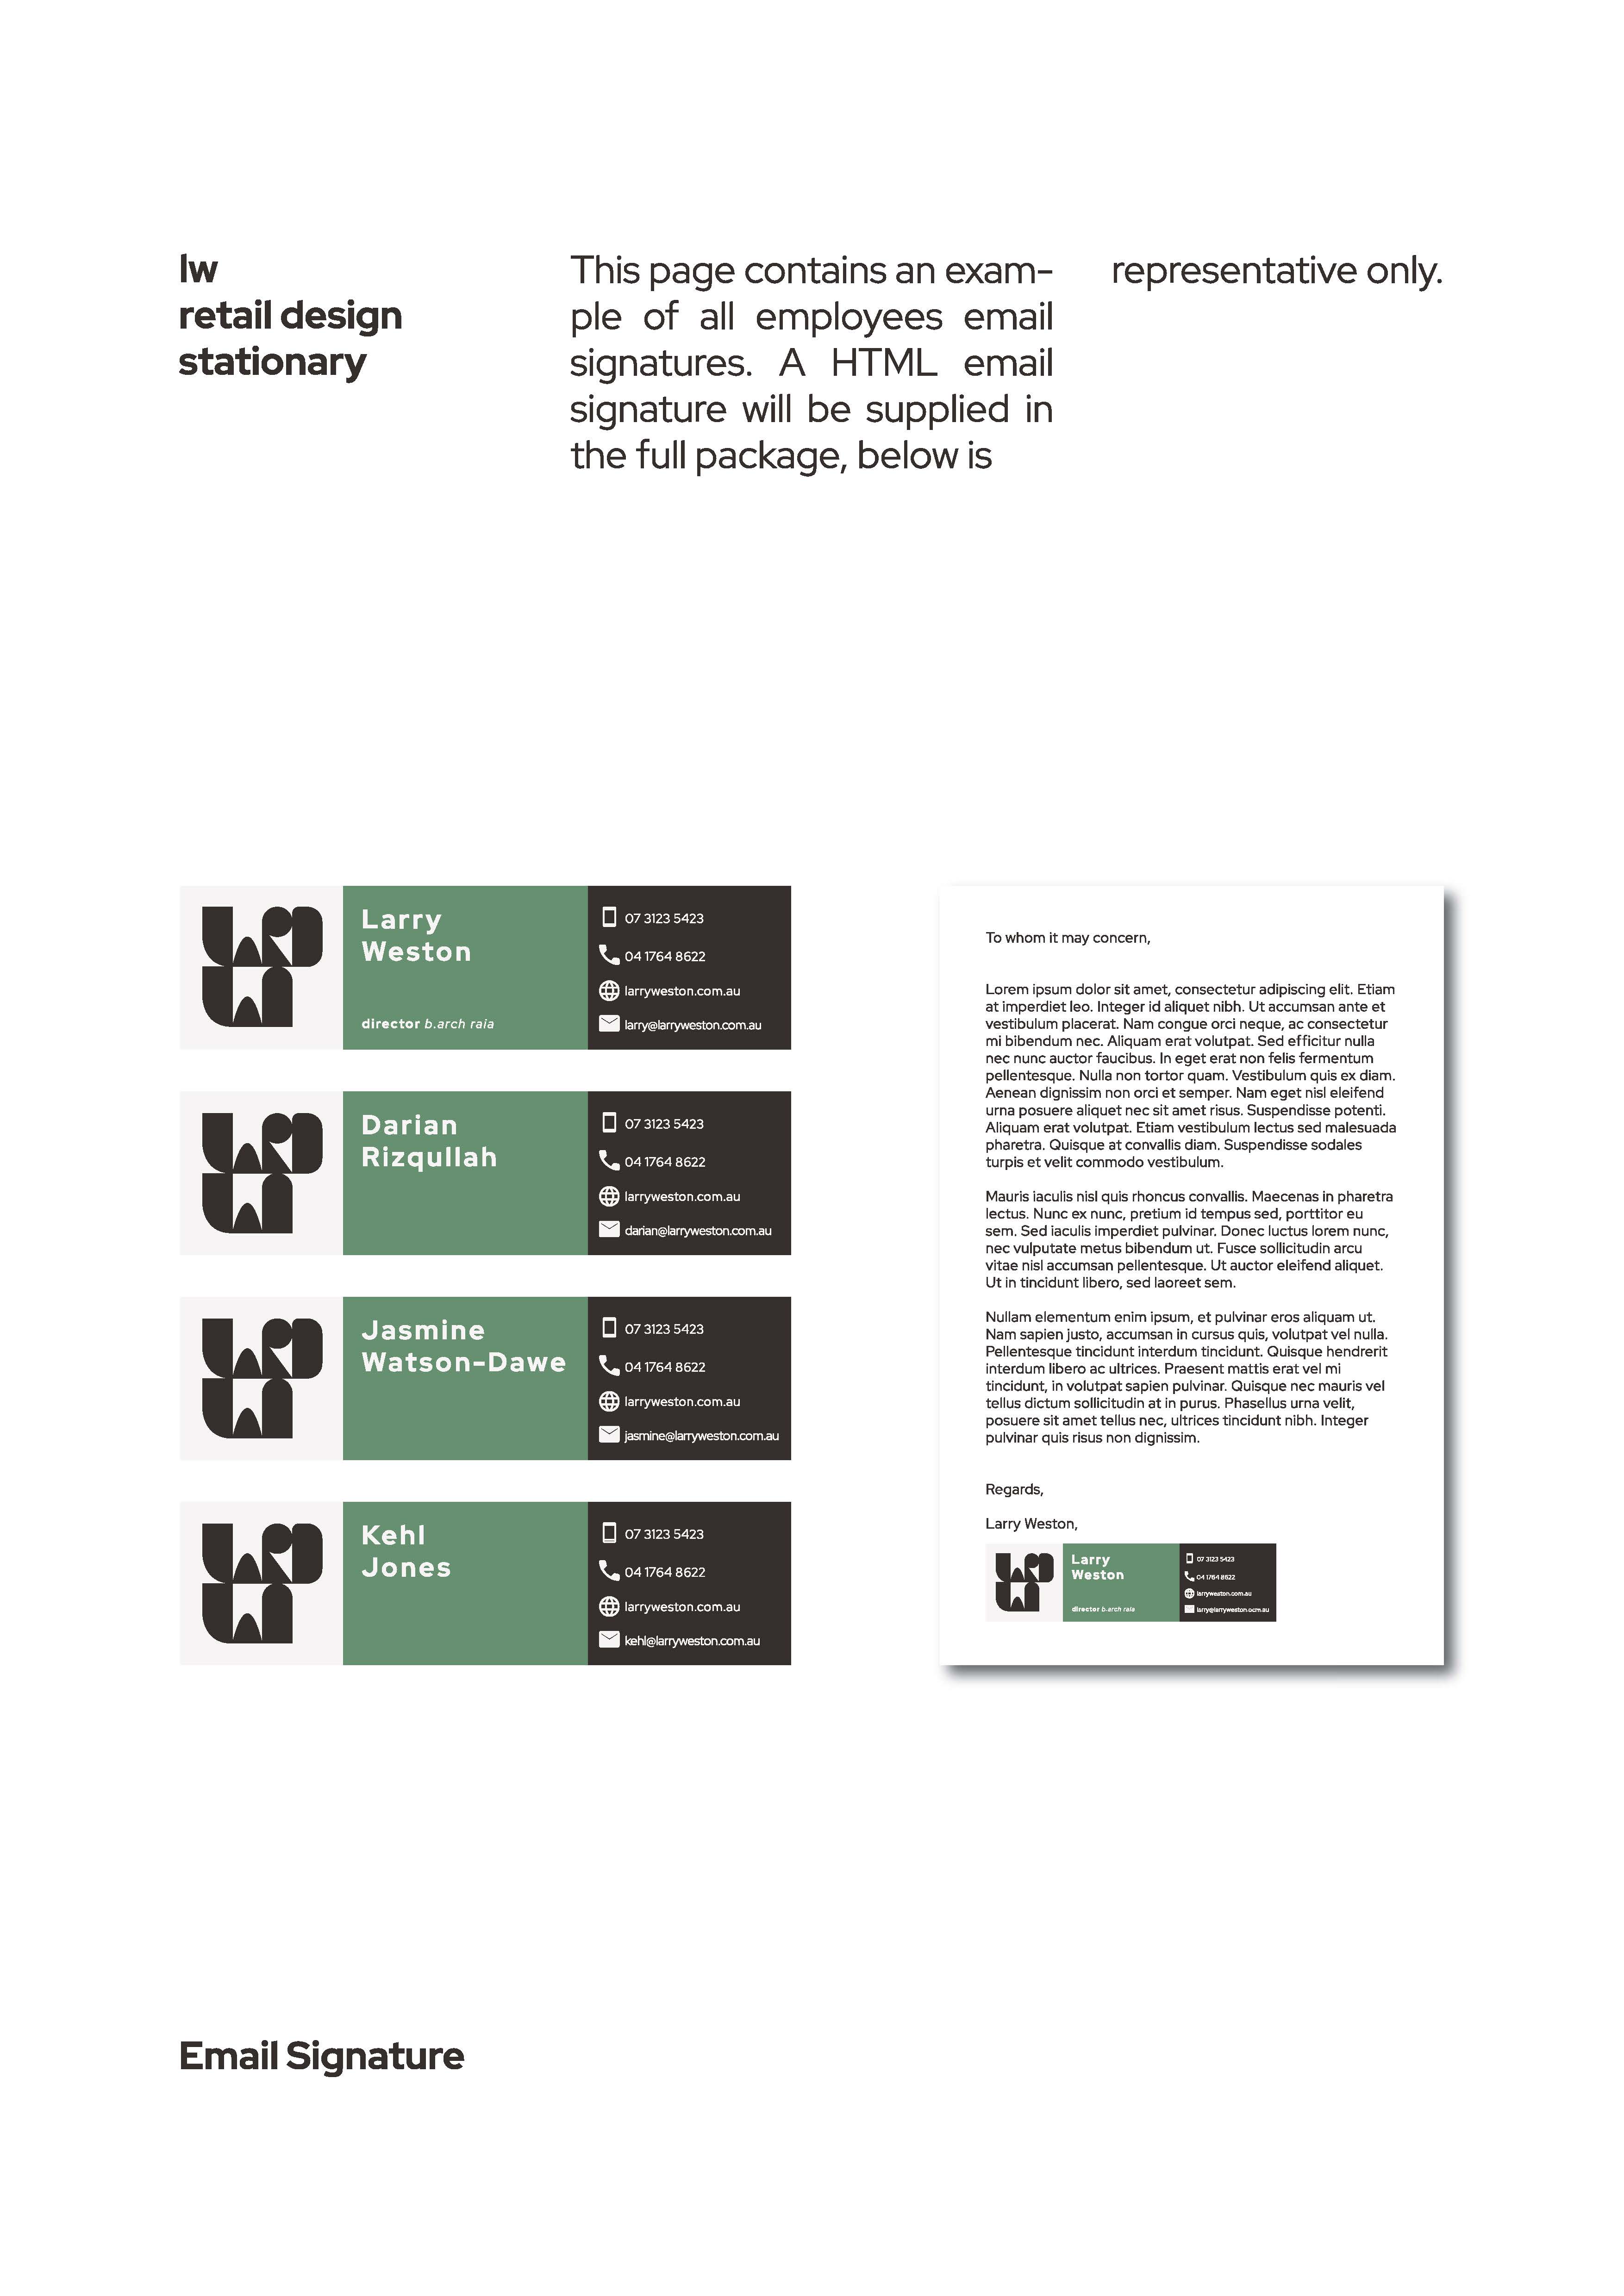 lw
retail design
stationary
This page contains an exam-
ple of all employees email
signatures. A HTML email
signature will be supplied in
the full package, below is
representative only.
Larry
Weston
director b.arch raia
07 3123 5423
04 1764 8622
larryweston.com.au
larry@larryweston.com.au
Darian
Rizqullah
07 3123 5423
04 1764 8622
larryweston.com.au
darian@larryweston.com.au
Jasmine
Watson-Dawe
07 3123 5423
04 1764 8622
larryweston.com.au
jasmine@larryweston.com.au
Kehl
Jones
07 3123 5423
04 1764 8622
larryweston.com.au
kehl@larryweston.com.au
To whom it may concern,
Lorem ipsum dolor sit amet, consectetur adipiscing elit. Etiam
at imperdiet leo. Integer id aliquet nibh. Ut accumsan ante et
vestibulum placerat. Nam congue orci neque, ac consectetur
mi bibendum nec. Aliquam erat volutpat. Sed efficitur nulla
nec nunc auctor faucibus. In eget erat non felis fermentum
pellentesque. Nulla non tortor quam. Vestibulum quis ex diam.
Aenean dignissim non orci et semper. Nam eget nisl eleifend
urna posuere aliquet nec sit amet risus. Suspendisse potenti.
Aliquam erat volutpat. Etiam vestibulum lectus sed malesuada
pharetra. Quisque at convallis diam. Suspendisse sodales
turpis et velit commodo vestibulum.
Mauris iaculis nisl quis rhoncus convallis. Maecenas in pharetra
lectus. Nunc ex nunc, pretium id tempus sed, porttitor eu
sem. Sed iaculis imperdiet pulvinar. Donec luctus lorem nunc,
nec vulputate metus bibendum ut. Fusce sollicitudin arcu
vitae nisl accumsan pellentesque. Ut auctor eleifend aliquet.
Ut in tincidunt libero, sed laoreet sem.
Nullam elementum enim ipsum, et pulvinar eros aliquam ut.
Nam sapien justo, accumsan in cursus quis, volutpat vel nulla.
Pellentesque tincidunt interdum tincidunt. Quisque hendrerit
interdum libero ac ultrices. Praesent mattis erat vel mi
tincidunt, in volutpat sapien pulvinar. Quisque nec mauris vel
tellus dictum sollicitudin at in purus. Phasellus urna velit,
posuere sit amet tellus nec, ultrices tincidunt nibh. Integer
pulvinar quis risus non dignissim.
Regards,
Larry Weston,
Larry
Weston
director b.arch raia
07 3123 5423
04 1764 8622
larryweston.com.au
larry@larryweston.ocm.au
Email Signature